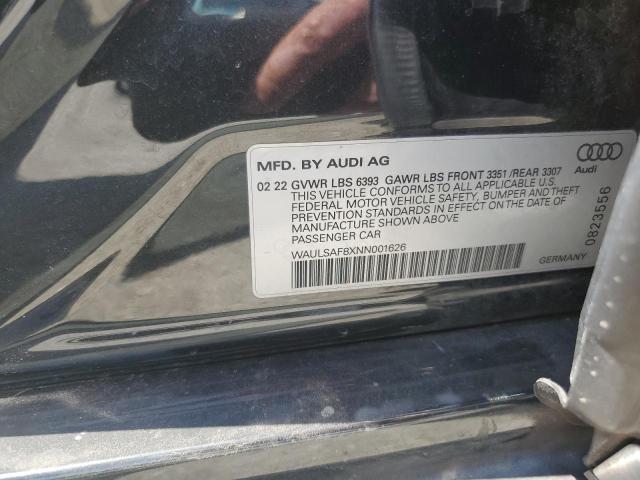 MFD. BY AUDI AG
02 22 GVWR LBS 6393 GAWR LBS FRONT 3351 /REAR 3307
THIS VEHICLE CONFORMS TO ALL APPLICABLE
FEDERAL MOTOR VEHICLE SAFETY, BUMPER AND THEFT
PREVENTION STANDARDS IN EFFECT ON THE DATE OF
MANUFACTURE SHOWN ABOVE
PASSENGER CAR
WAULSAF8XNN001626
GERMANY
Audi
0823556